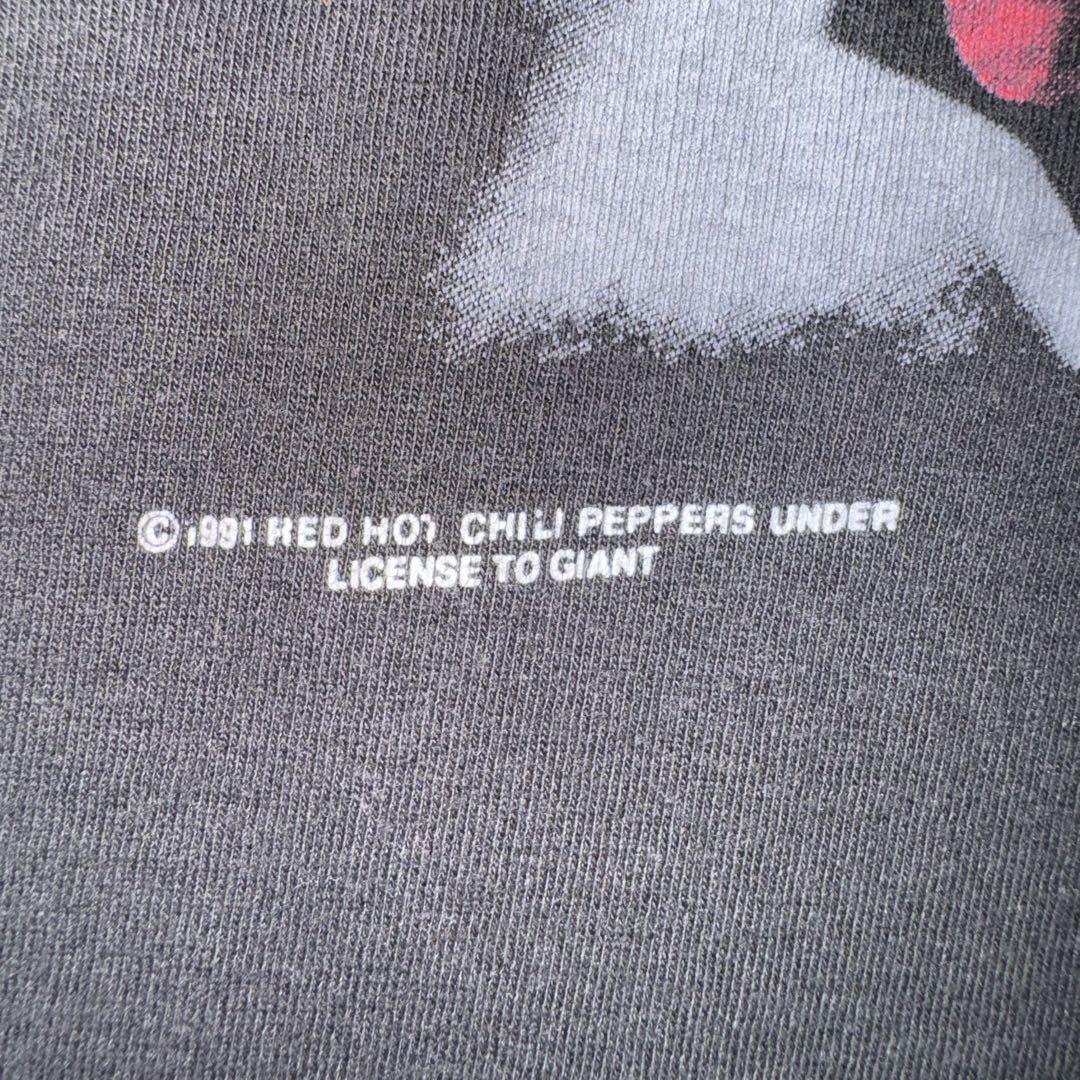 ©1991 RED HOT CHILI PEPPERS UNDER
LICENSE TO GIANT